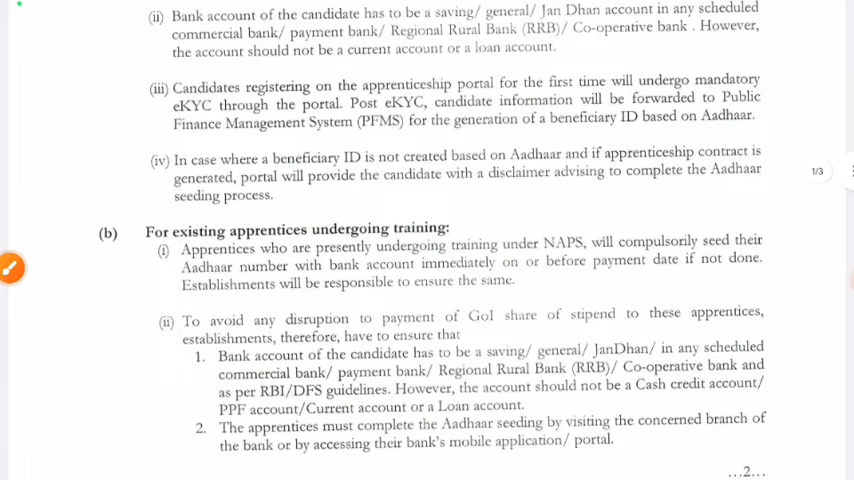 (ii) Bank account of the candidate has to be a saving/ general/ Jan Dhan account in any scheduled
commercial bank/ payment bank/ Regional Rural Bank (RRB)/ Co-operative bank . However,
the account should not be a current account or a loan account.
(iii) Candidates registering on the apprenticeship portal for the first time will undergo mandatory
eKYC through the portal. Post eKYC, candidate information will be forwarded to Public
Finance Management System (PFMS) for the generation of a beneficiary ID based on Aadhaar.
(iv) In case where a beneficiary ID is not created based on Aadhaar and if apprenticeship contract is
generated, portal will provide the candidate with a disclaimer advising to complete the Aadhaar
seeding process.
1/3
(b) For existing apprentices undergoing training:
(i) Apprentices who are presently undergoing training under NAPS, will compulsorily seed their
Aadhaar number with bank account immediately on or before payment date if not done.
Establishments will be responsible to ensure the same.
(ii) To avoid any disruption to payment of GoI share of stipend to these apprentices,
establishments, therefore, have to ensure that
1. Bank account of the candidate has to be a saving/ general/ JanDhan/ in any scheduled
commercial bank/ payment bank/ Regional Rural Bank (RRB)/ Co-operative bank and
as per RBI/DFS guidelines. However, the account should not be a Cash credit account/
PPF account/Current account or a Loan account.
2. The apprentices must complete the Aadhaar seeding by visiting the concerned branch of
the bank or by accessing their bank's mobile application/ portal.
...2...